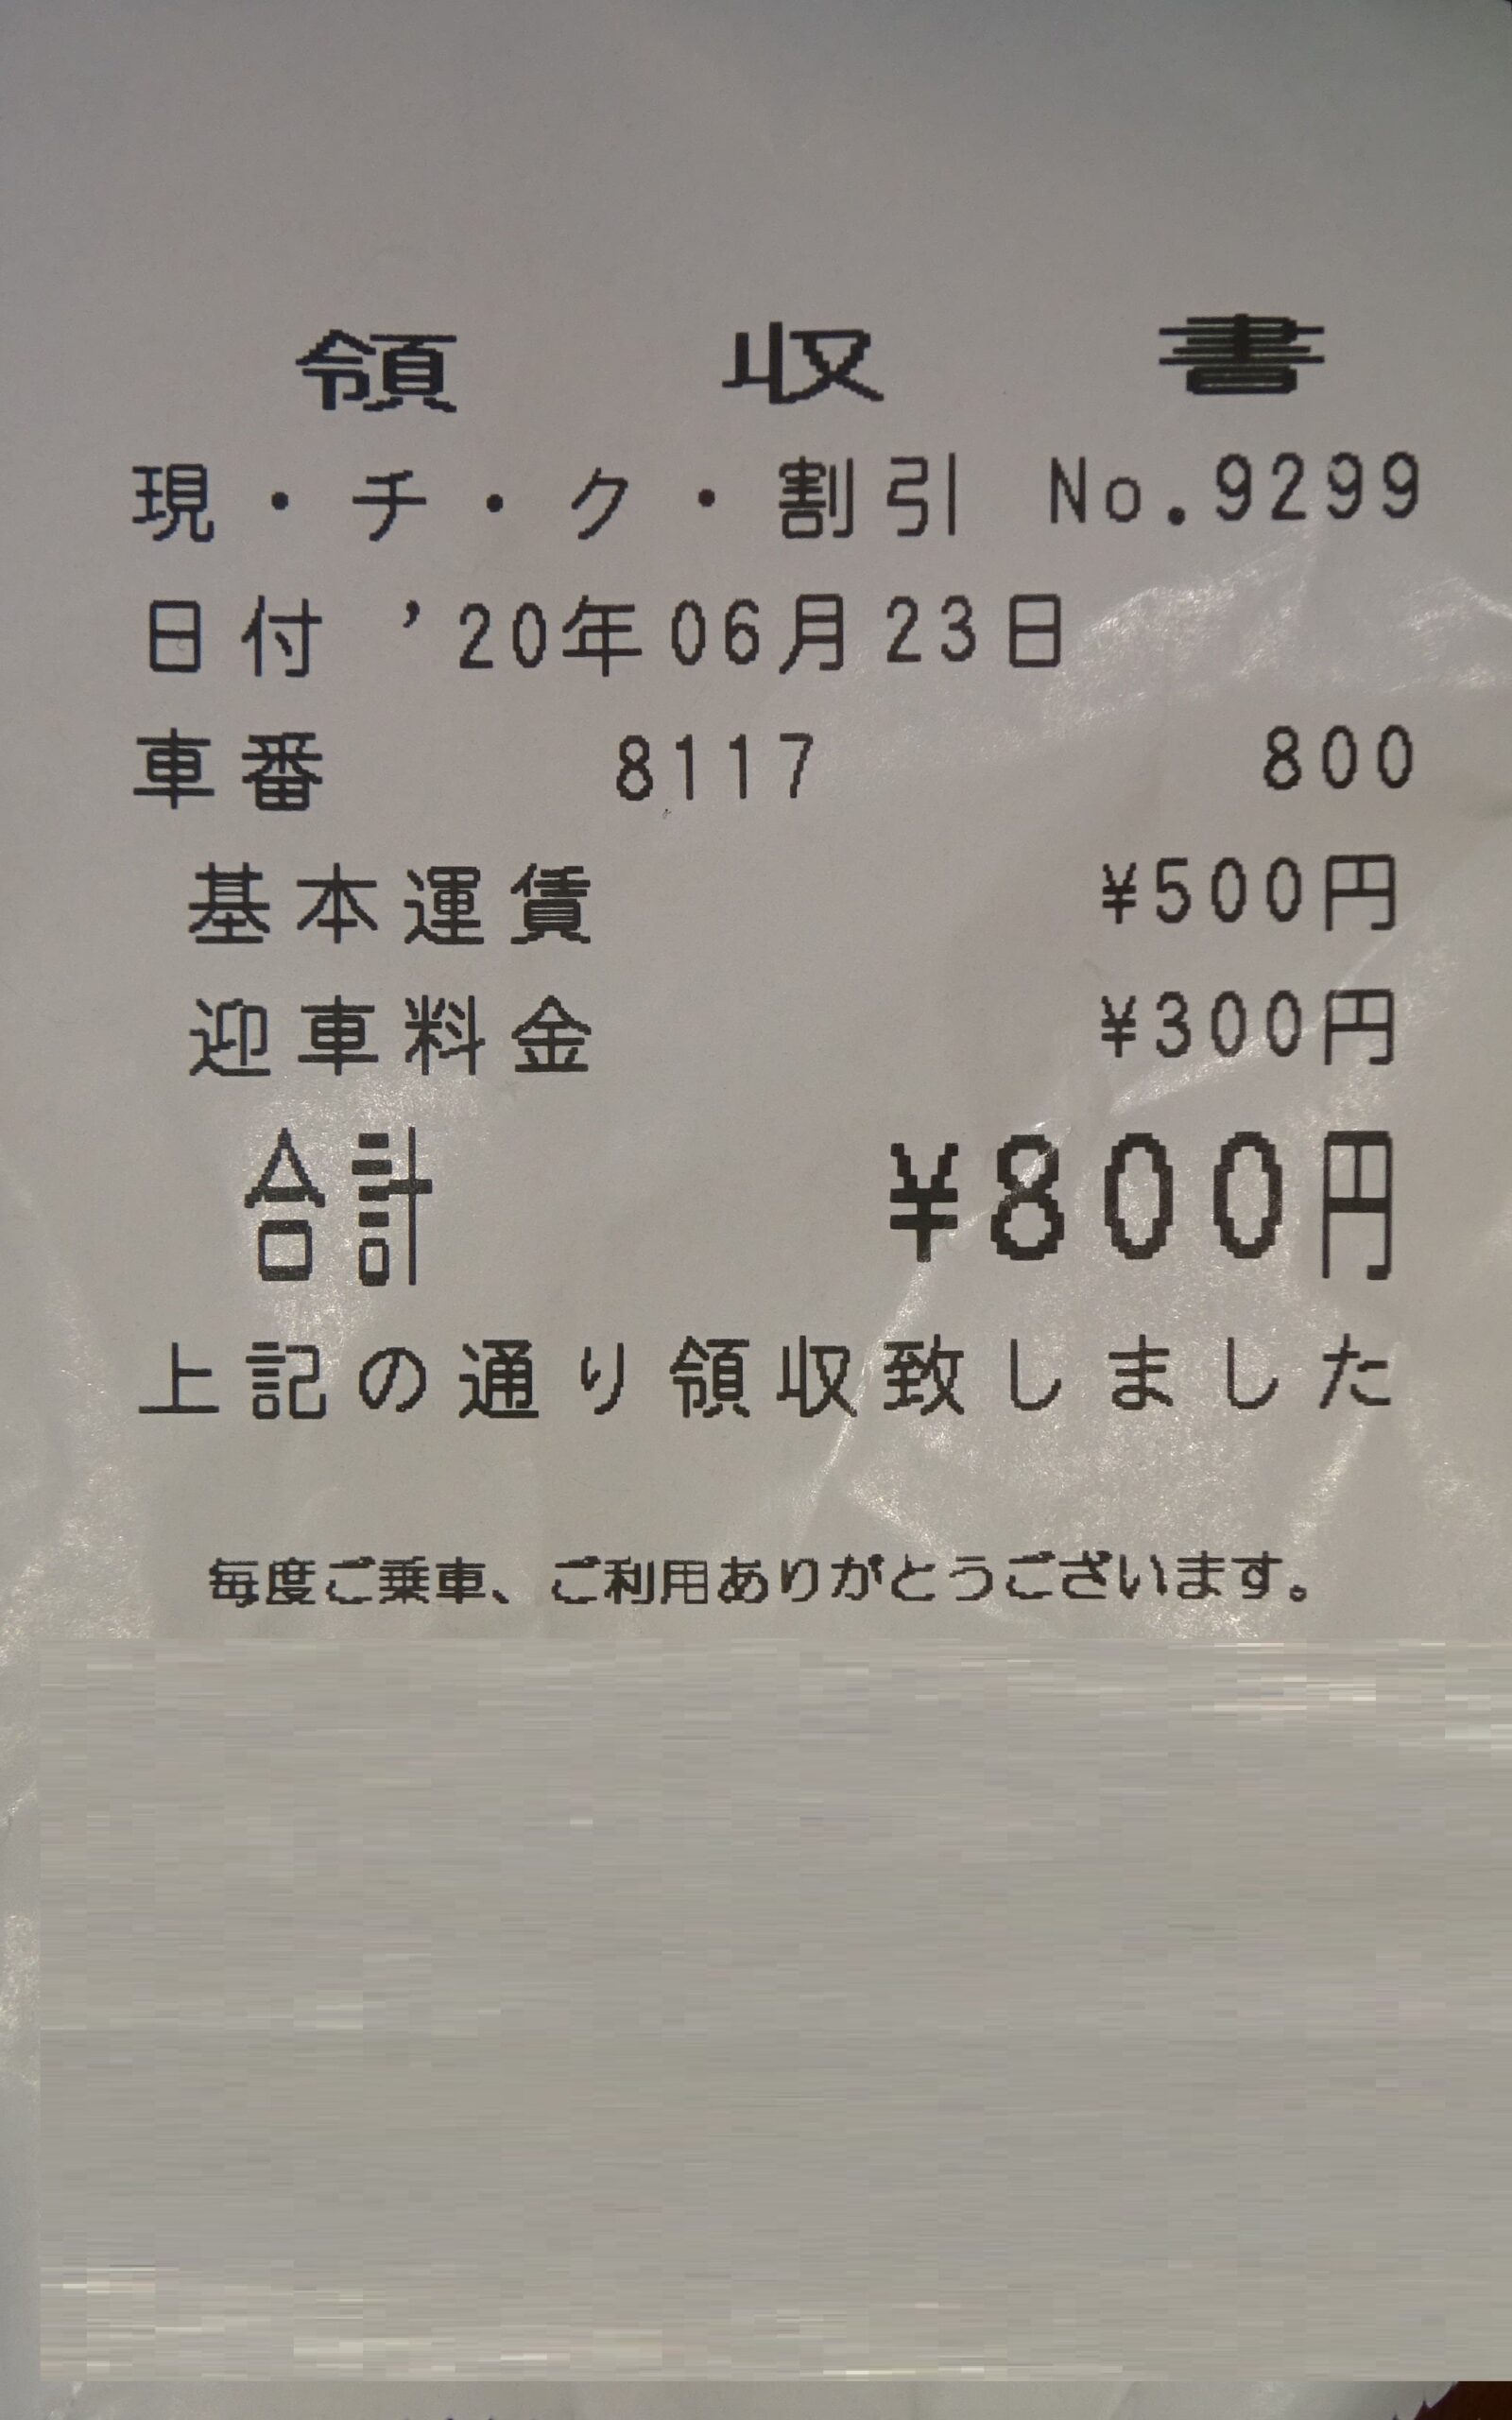 領収書
現・チ・ク・割引 No.9299
日付 '20年06月23日
車番 8117 800
基本運賃 ¥500円
迎車料金 ¥300円
合計 ¥800円
上記の通り領収致しました
毎度ご乗車、ご利用ありがとうございます。